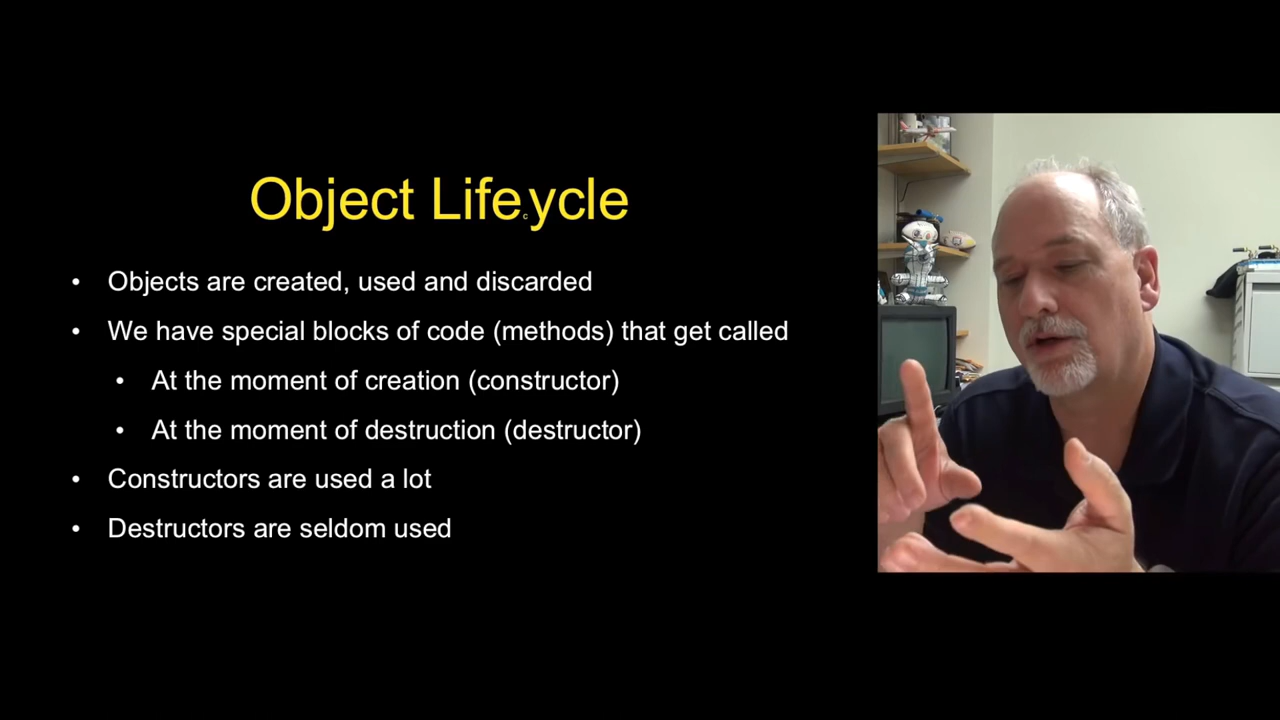 Object Lifecycle
• Objects are created, used and discarded
• We have special blocks of code (methods) that get called
• At the moment of creation (constructor)
• At the moment of destruction (destructor)
• Constructors are used a lot
• Destructors are seldom used